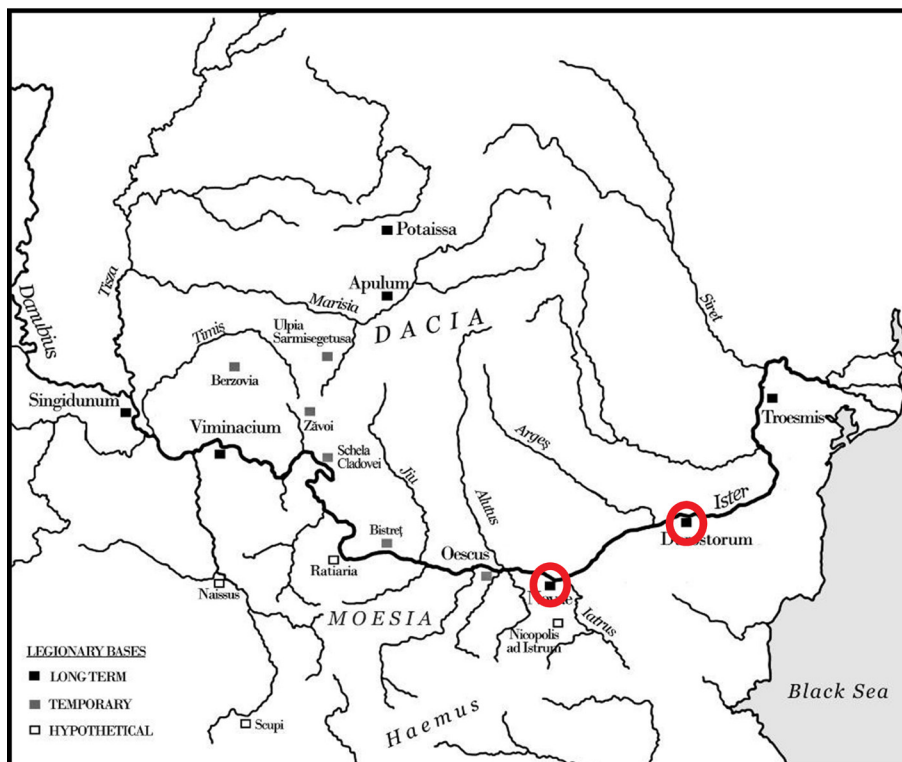 Potaissa
Apulum
Tisza
Danubius
Marisia
DACIA
Siret
Timiș
Ulpia
Sarmisegetusa
Berzovia
Singidunum
Zăvoi
Troesmis
Viminacium
Schela
Cladovei
Jiu
Argeș
Alutus
Ister
Bistreț
Durostorum
Oescus
Ratiaria
Naissus
MOESIA
Iatrus
Nicopolis
ad Istrum
LEGIONARY BASES
LONG TERM
TEMPORARY
HYPOTHETICAL
Scupi
Haemus
Black Sea